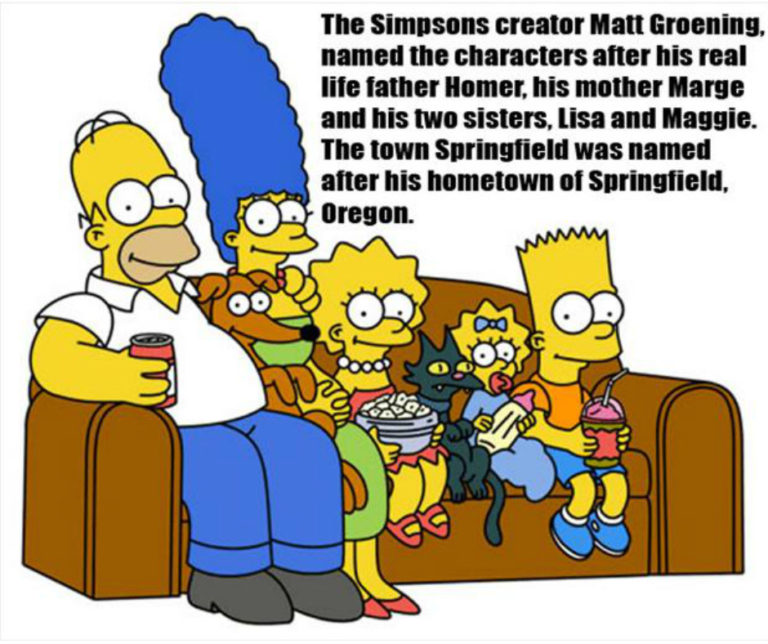 The Simpsons creator Matt Groening,
named the characters after his real
life father Homer, his mother Marge
and his two sisters, Lisa and Maggie.
The town Springfield was named
after his hometown of Springfield,
Oregon.